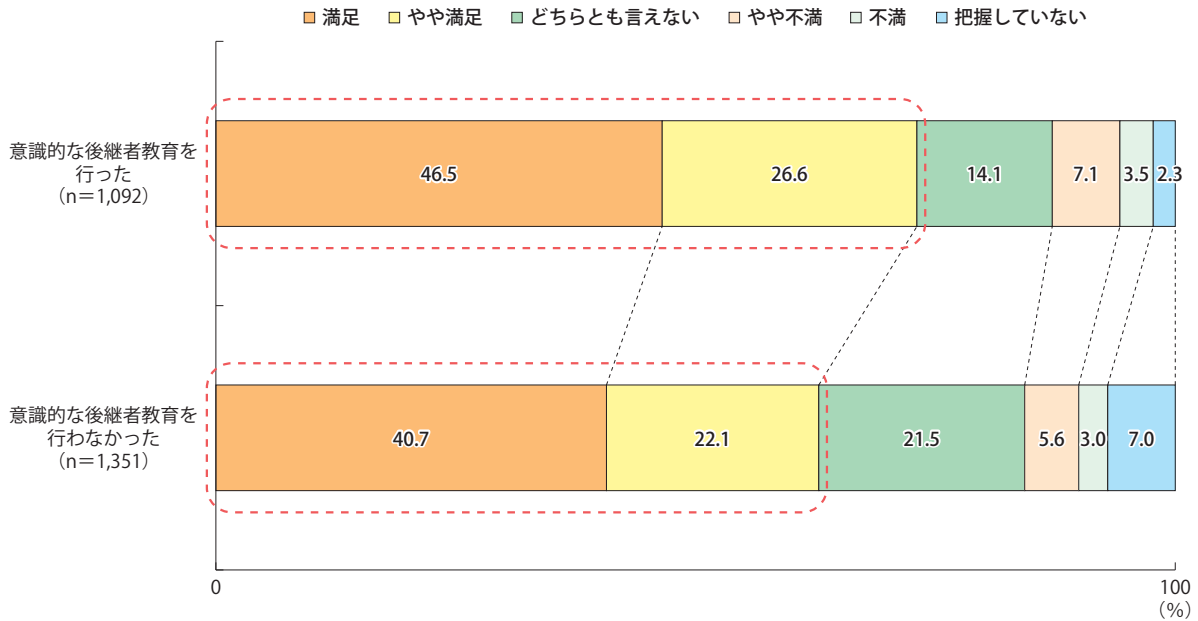 満足 やや満足 どちらとも言えない やや不満 不満 把握していない
意識的な後継者教育を
行った
(n=1,092)
46.5 26.6 14.1 7.1 3.5 2.3
意識的な後継者教育を
行わなかった
(n=1,351)
40.7 22.1 21.5 5.6 3.0 7.0
0 100
(%)